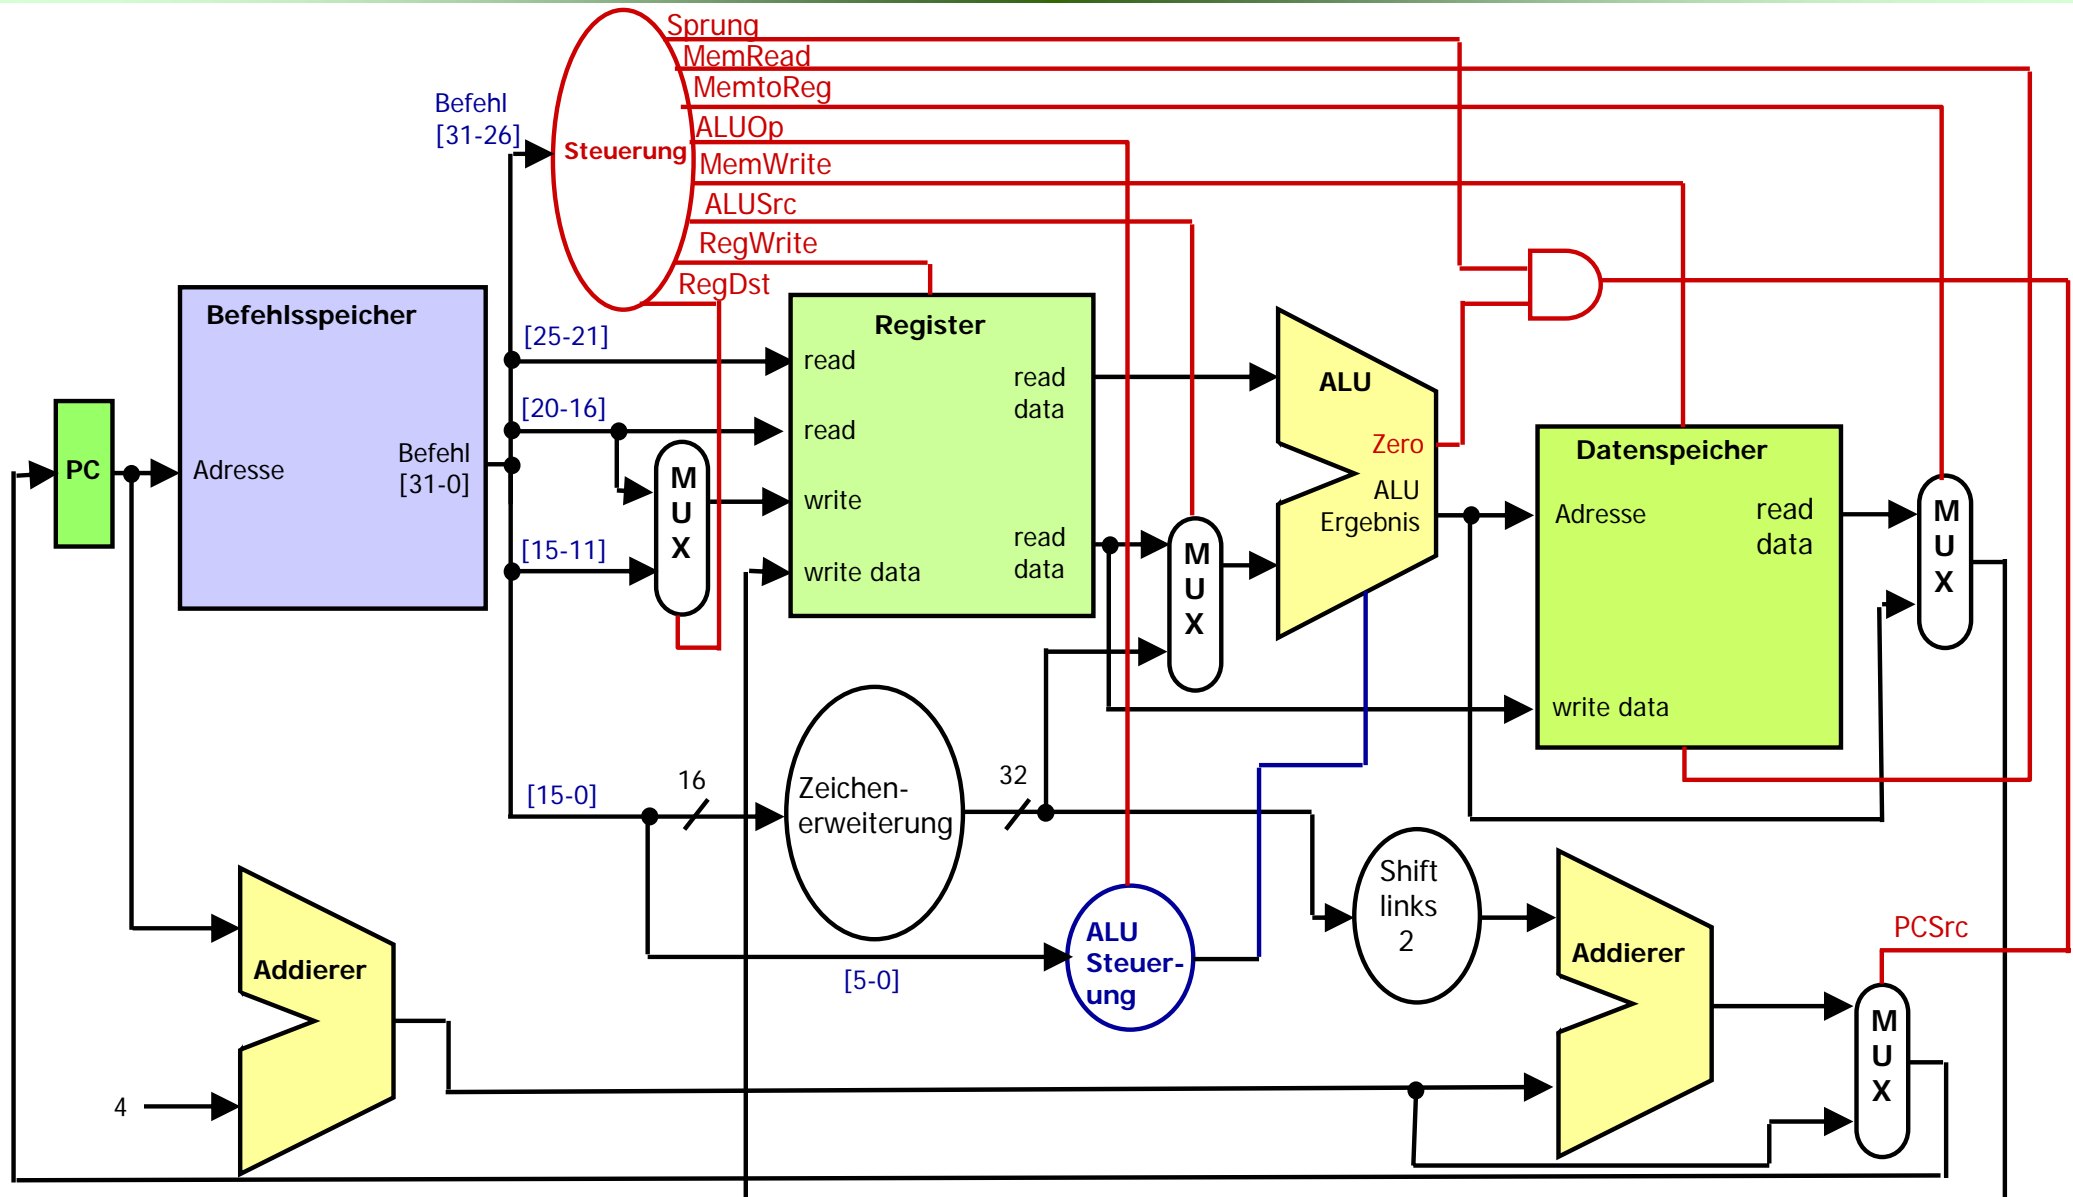 Sprung
MemRead
MemtoReg
ALUOp
MemWrite
ALUSrc
RegWrite
RegDst
Befehl
[31-26]
Steuerung
Befehlsspeicher
Adresse
Befehl
[31-0]
PC
[25-21]
[20-16]
[15-11]
[15-0]
M
U
X
Register
read
read
write
write data
read
data
read
data
M
U
X
ALU
Zero
ALU
Ergebnis
Datenspeicher
Adresse
read
data
write data
M
U
X
16
Zeichen-
erweiterung
32
[5-0]
ALU
Steuer-
ung
Shift
links
2
Addierer
4
Addierer
PCSrc
M
U
X